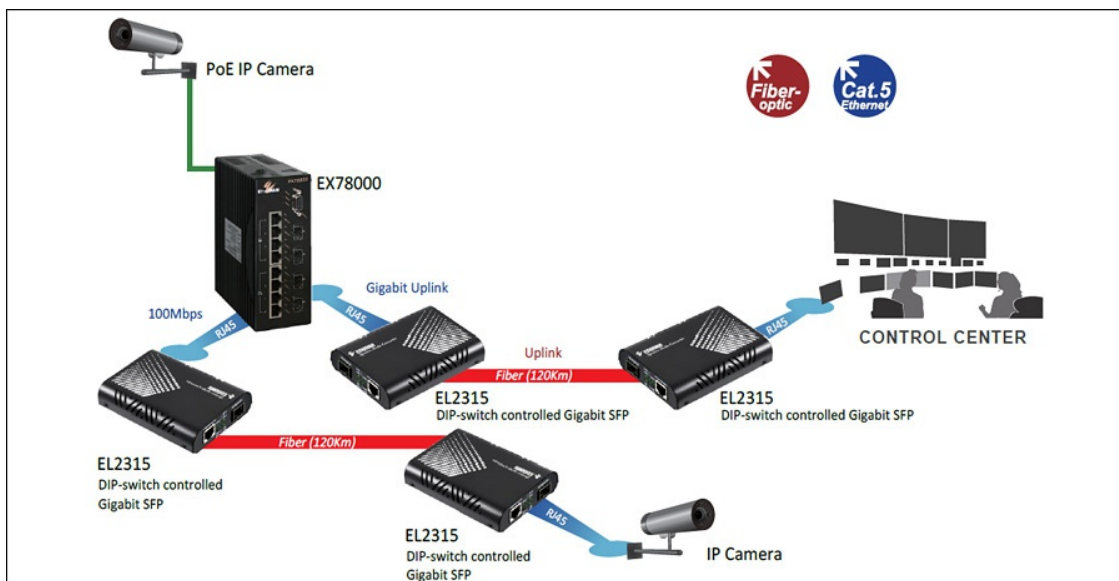 PoE IP Camera
Fiber-
optic
Cat.5
Ethernet
EX78000
Gigabit Uplink
100Mbps
RJ45
RJ45
RJ45
CONTROL CENTER
Uplink
Fiber (120Km)
EL2315
DIP-switch controlled Gigabit SFP
EL2315
DIP-switch controlled Gigabit SFP
Fiber (120Km)
EL2315
DIP-switch controlled
Gigabit SFP
RJ45
EL2315
DIP-switch controlled
Gigabit SFP
IP Camera